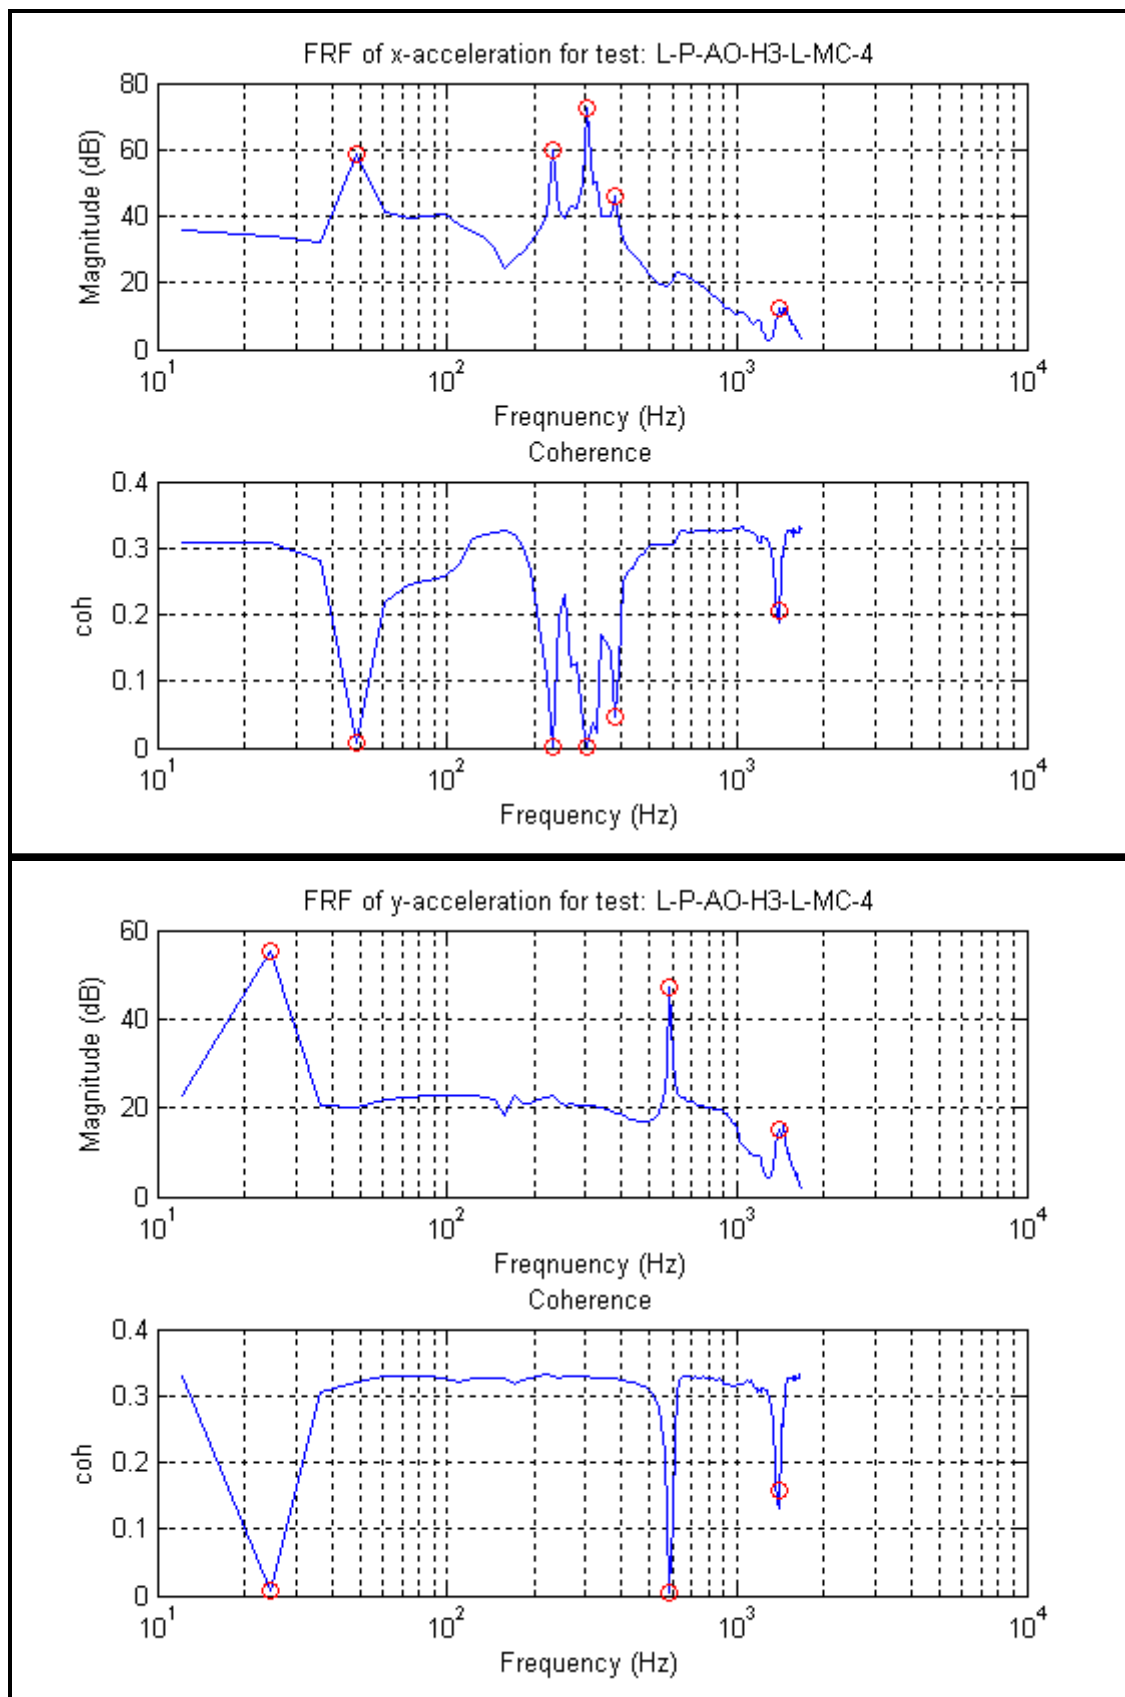 FRF of x-acceleration for test: L-P-AO-H3-L-MC-4
80
60
40
20
0
Magnitude (dB)
10^1
10^2
10^3
10^4
Freqnuency (Hz)
Coherence
0.4
0.3
0.2
0.1
0
coh
10^1
10^2
10^3
10^4
Frequency (Hz)
FRF of y-acceleration for test: L-P-AO-H3-L-MC-4
60
40
20
0
Magnitude (dB)
10^1
10^2
10^3
10^4
Freqnuency (Hz)
Coherence
0.4
0.3
0.2
0.1
0
coh
10^1
10^2
10^3
10^4
Frequency (Hz)